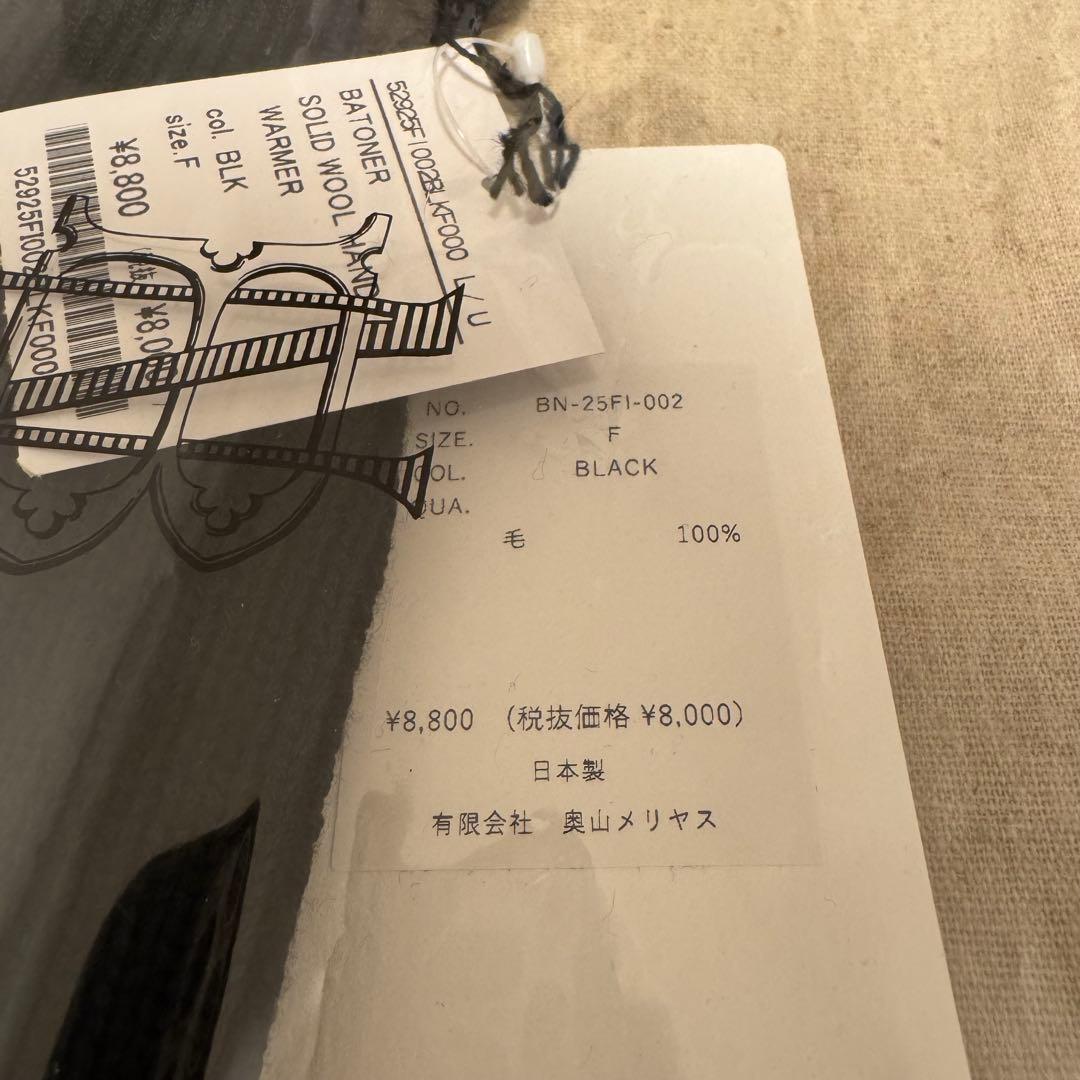 52925FI002BLKF000
BATONER
SOLID WOOL HAND
WARMER
col. BLK
size.F
¥8,800
52925FI002BLKF000
NO. BN-25FI-002
SIZE. F
COL. BLACK
QUA.
毛 100%
¥8,800 (税抜価格 ¥8,000)
日本製
有限会社 奥山メリヤス